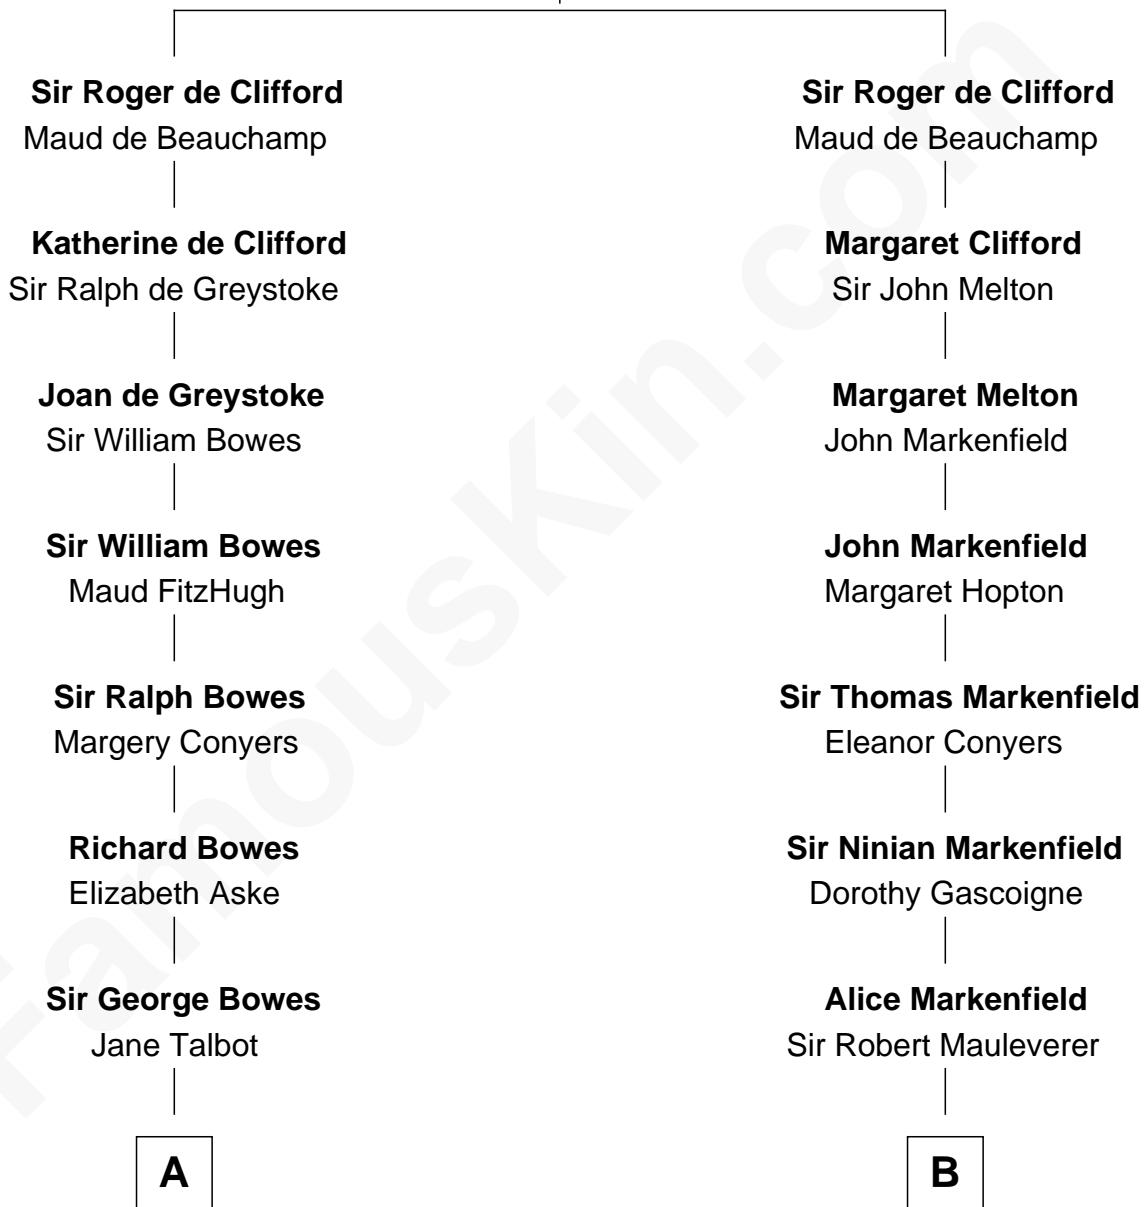 Sir Roger de Clifford
Maud de Beauchamp
Katherine de Clifford
Sir Ralph de Greystoke
Joan de Greystoke
Sir William Bowes
Sir William Bowes
Maud FitzHugh
Sir Ralph Bowes
Margery Conyers
Richard Bowes
Elizabeth Aske
Sir George Bowes
Jane Talbot
A
Sir Roger de Clifford
Maud de Beauchamp
Margaret Clifford
Sir John Melton
Margaret Melton
John Markenfield
John Markenfield
Margaret Hopton
Sir Thomas Markenfield
Eleanor Conyers
Sir Ninian Markenfield
Dorothy Gascoigne
Alice Markenfield
Sir Robert Mauleverer
B
FamousKin.com